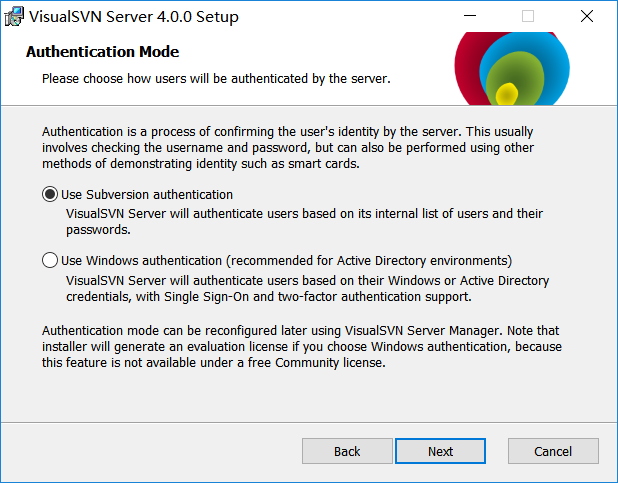 VisualSVN Server 4.0.0 Setup
Authentication Mode
Please choose how users will be authenticated by the server.
Authentication is a process of confirming the user's identity by the server. This usually
involves checking the username and password, but can also be performed using other
methods of demonstrating identity such as smart cards.
Use Subversion authentication
VisualSVN Server will authenticate users based on its internal list of users and their
passwords.
Use Windows authentication (recommended for Active Directory environments)
VisualSVN Server will authenticate users based on their Windows or Active Directory
credentials, with Single Sign-On and two-factor authentication support.
Authentication mode can be reconfigured later using VisualSVN Server Manager. Note that
installer will generate an evaluation license if you choose Windows authentication, because
this feature is not available under a free Community license.
Back
Next
Cancel